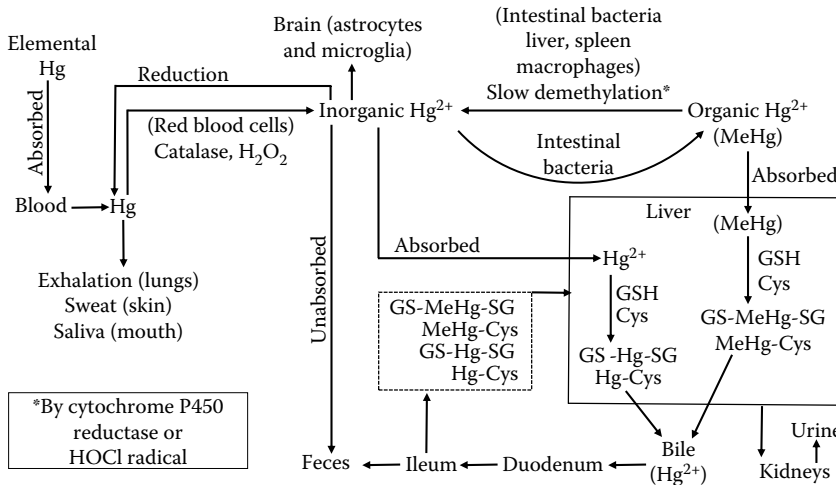 Elemental
Hg
Absorbed
Blood
Hg
Reduction
(Red blood cells)
Catalase, H₂O₂
Exhalation (lungs)
Sweat (skin)
Saliva (mouth)
Brain (astrocytes
and microglia)
Inorganic Hg²⁺
(Intestinal bacteria
liver, spleen
macrophages)
Slow demethylation*
Intestinal
bacteria
Organic Hg²⁺
(MeHg)
Absorbed
Liver
(MeHg)
GSH
Cys
GS-MeHg-SG
MeHg-Cys
Absorbed
Hg²⁺
GSH
Cys
GS -Hg-SG
Hg-Cys
Unabsorbed
GS-MeHg-SG
MeHg-Cys
GS-Hg-SG
Hg-Cys
*By cytochrome P450
reductase or
HOCl radical
Feces
Ileum
Duodenum
Bile
(Hg²⁺)
Urine
Kidneys